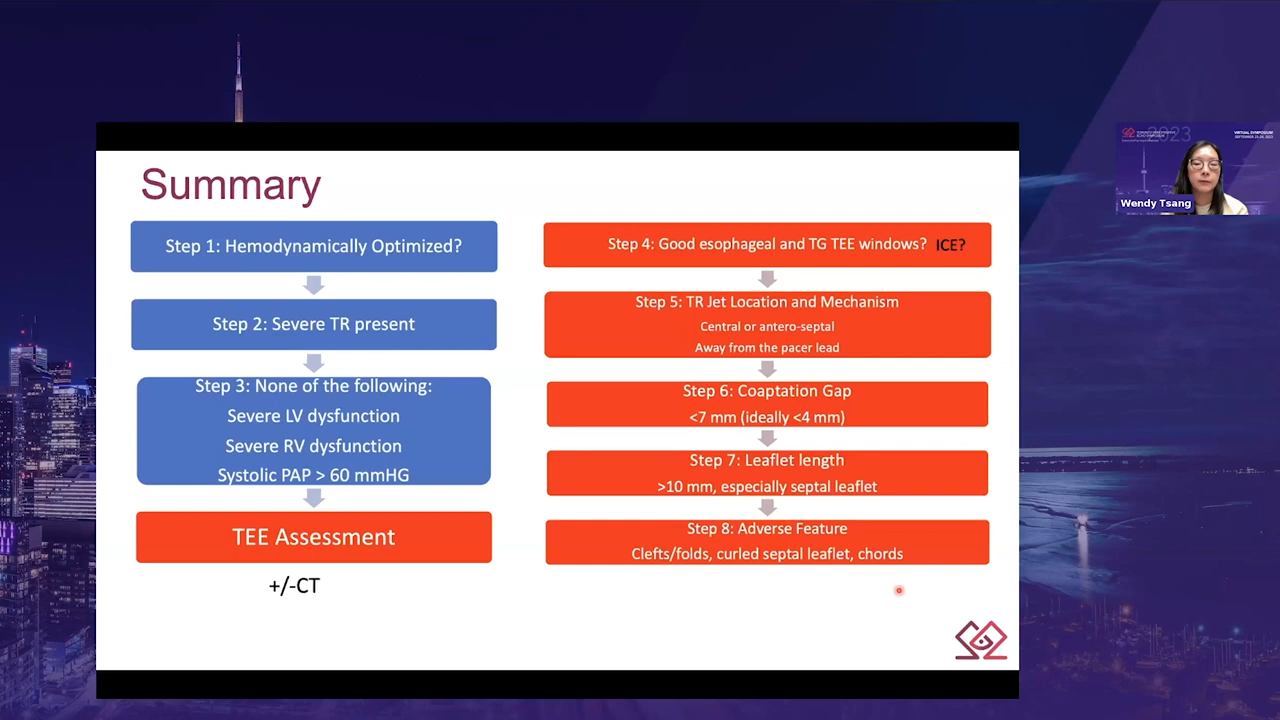 Summary
Step 1: Hemodynamically Optimized?
Step 2: Severe TR present
Step 3: None of the following:
Severe LV dysfunction
Severe RV dysfunction
Systolic PAP > 60 mmHG
TEE Assessment
+/-CT
Step 4: Good esophageal and TG TEE windows? ICE?
Step 5: TR Jet Location and Mechanism
Central or antero-septal
Away from the pacer lead
Step 6: Coaptation Gap
<7 mm (ideally <4 mm)
Step 7: Leaflet length
>10 mm, especially septal leaflet
Step 8: Adverse Feature
Clefts/folds, curled septal leaflet, chords
2023
VIRTUAL SYMPOSIUM
Wendy Tsang